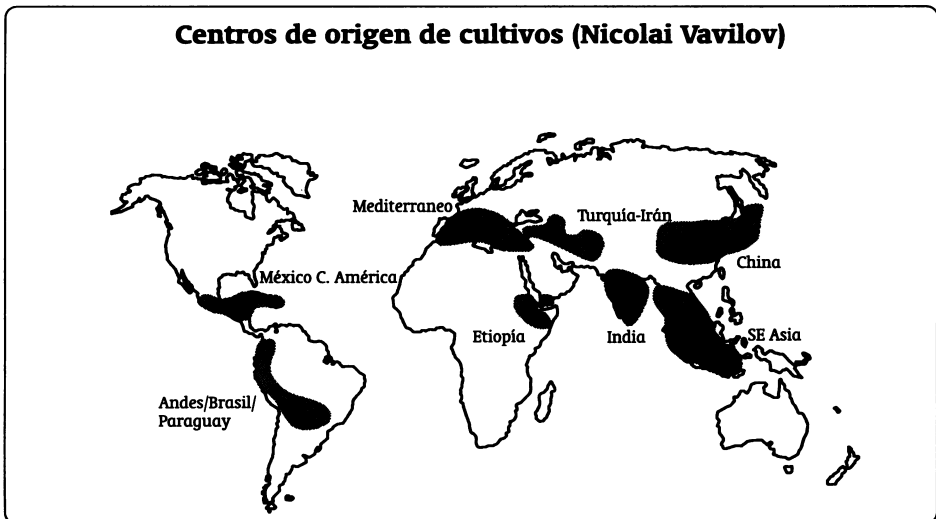 Centros de origen de cultivos (Nicolai Vavilov)
Mediterraneo
Turquía-Irán
China
México C. América
Etiopía
India
SE Asia
Andes/Brasil/
Paraguay